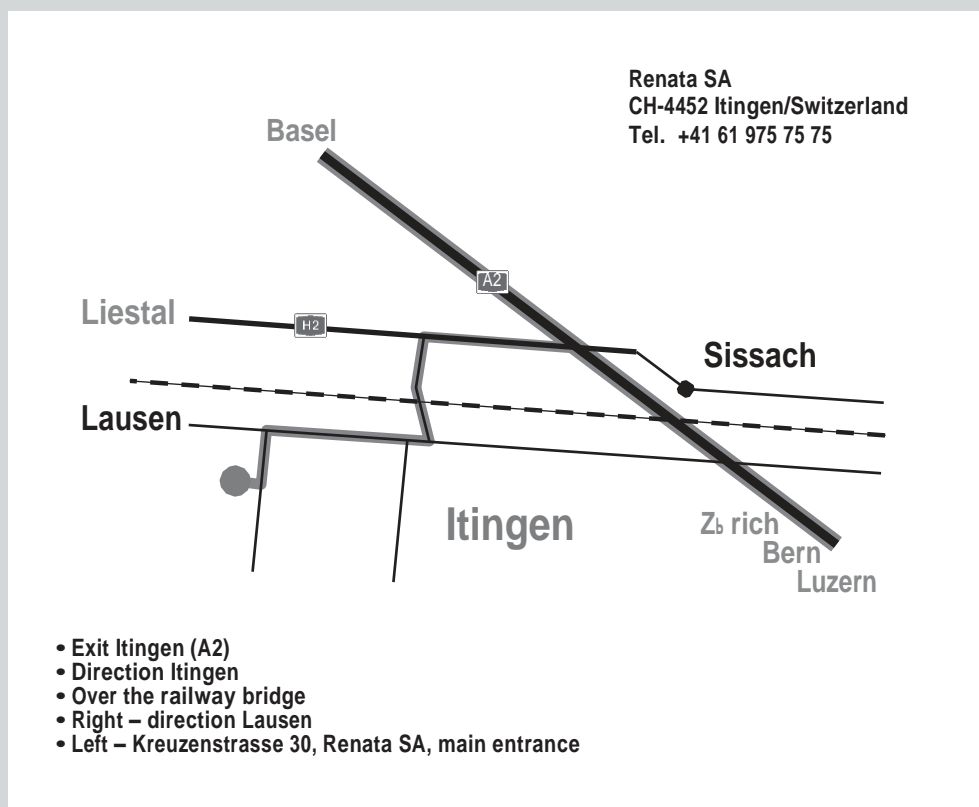 Renata SA
CH-4452 Itingen/Switzerland
Tel. +41 61 975 75 75
Basel
A2
Liestal
H2
Sissach
Lausen
Itingen
Zb rich
Bern
Luzern
• Exit Itingen (A2)
• Direction Itingen
• Over the railway bridge
• Right – direction Lausen
• Left – Kreuzenstrasse 30, Renata SA, main entrance